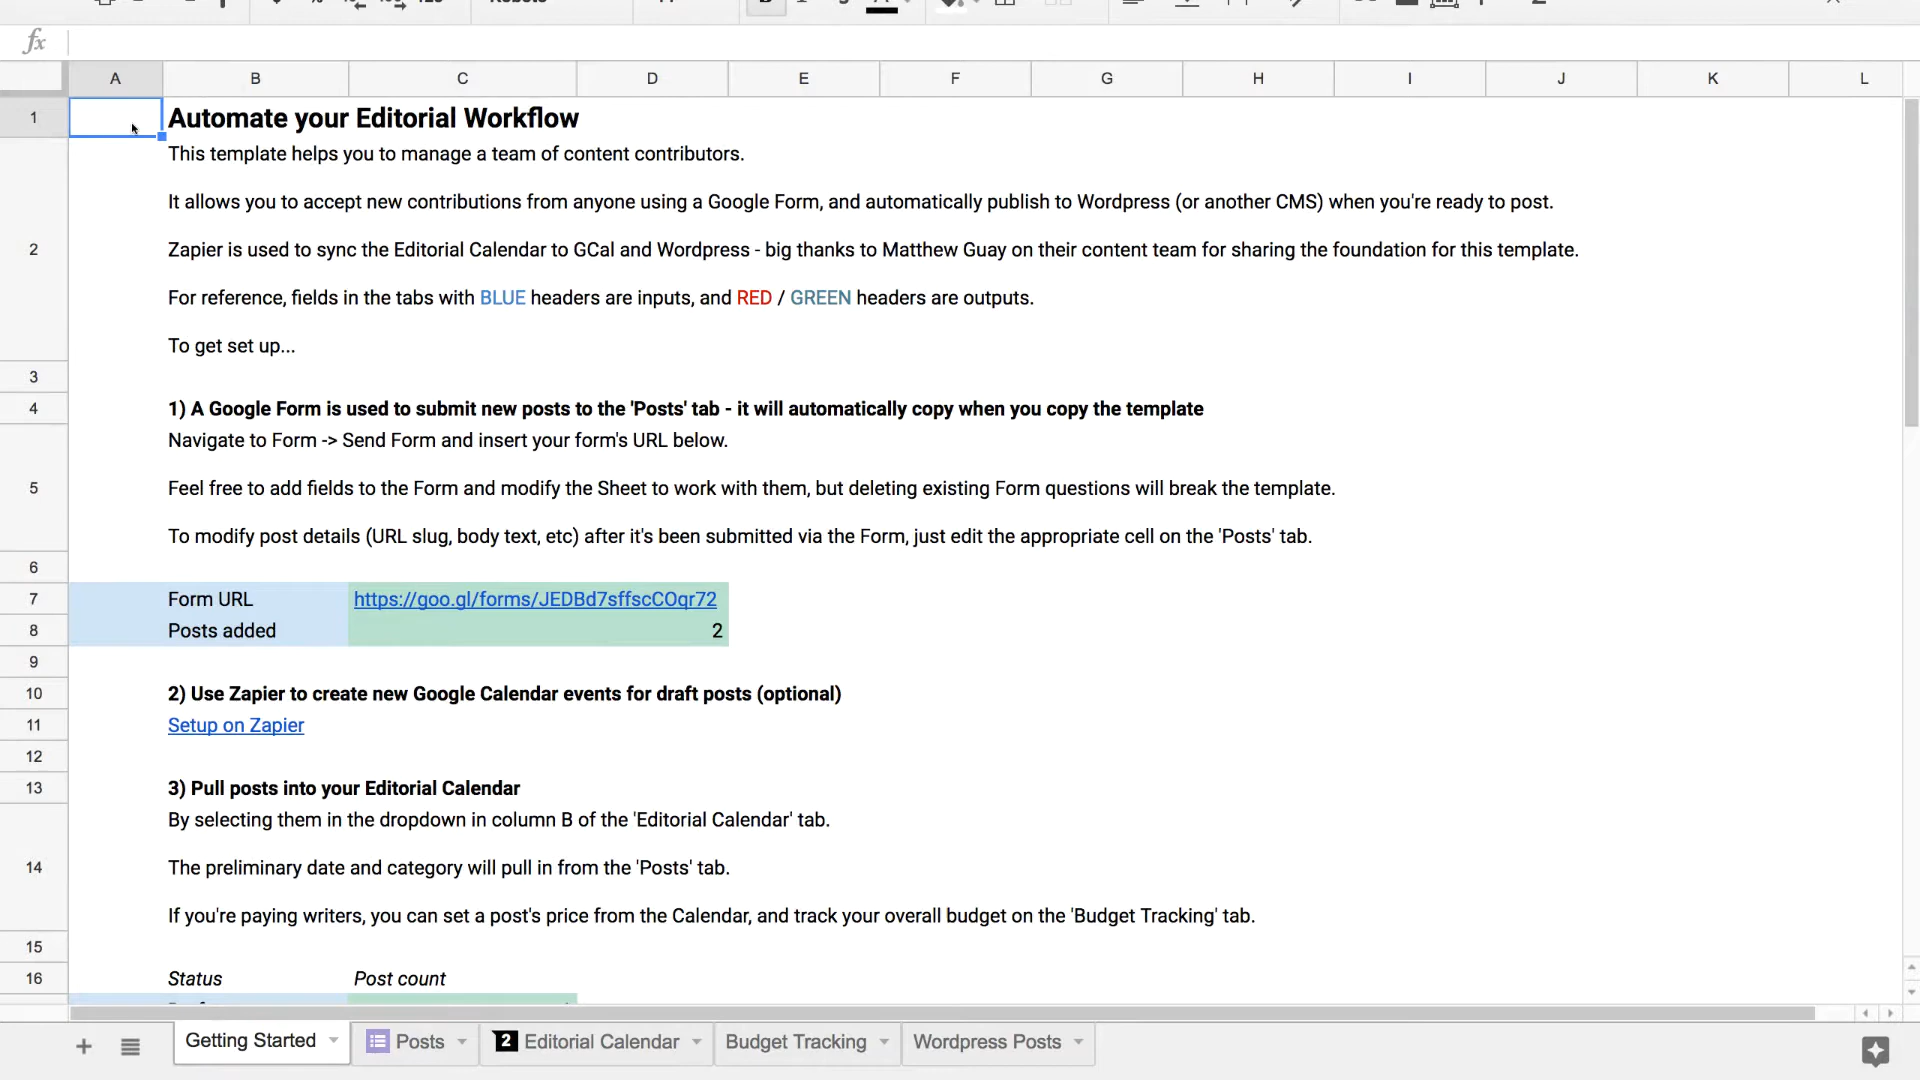 fx
A B C D E F G H I J K L
1 Automate your Editorial Workflow
This template helps you to manage a team of content contributors.
It allows you to accept new contributions from anyone using a Google Form, and automatically publish to Wordpress (or another CMS) when you're ready to post.
2 Zapier is used to sync the Editorial Calendar to GCal and Wordpress - big thanks to Matthew Guay on their content team for sharing the foundation for this template.
For reference, fields in the tabs with BLUE headers are inputs, and RED / GREEN headers are outputs.
To get set up...
3
4 1) A Google Form is used to submit new posts to the 'Posts' tab - it will automatically copy when you copy the template
Navigate to Form -> Send Form and insert your form's URL below.
5 Feel free to add fields to the Form and modify the Sheet to work with them, but deleting existing Form questions will break the template.
To modify post details (URL slug, body text, etc) after it's been submitted via the Form, just edit the appropriate cell on the 'Posts' tab.
6
7 Form URL https://goo.gl/forms/JEDBd7sffscCOqr72
8 Posts added 2
9
10 2) Use Zapier to create new Google Calendar events for draft posts (optional)
11 Setup on Zapier
12
13 3) Pull posts into your Editorial Calendar
By selecting them in the dropdown in column B of the 'Editorial Calendar' tab.
14 The preliminary date and category will pull in from the 'Posts' tab.
If you're paying writers, you can set a post's price from the Calendar, and track your overall budget on the 'Budget Tracking' tab.
15
16 Status Post count
Getting Started Posts 2 Editorial Calendar Budget Tracking Wordpress Posts